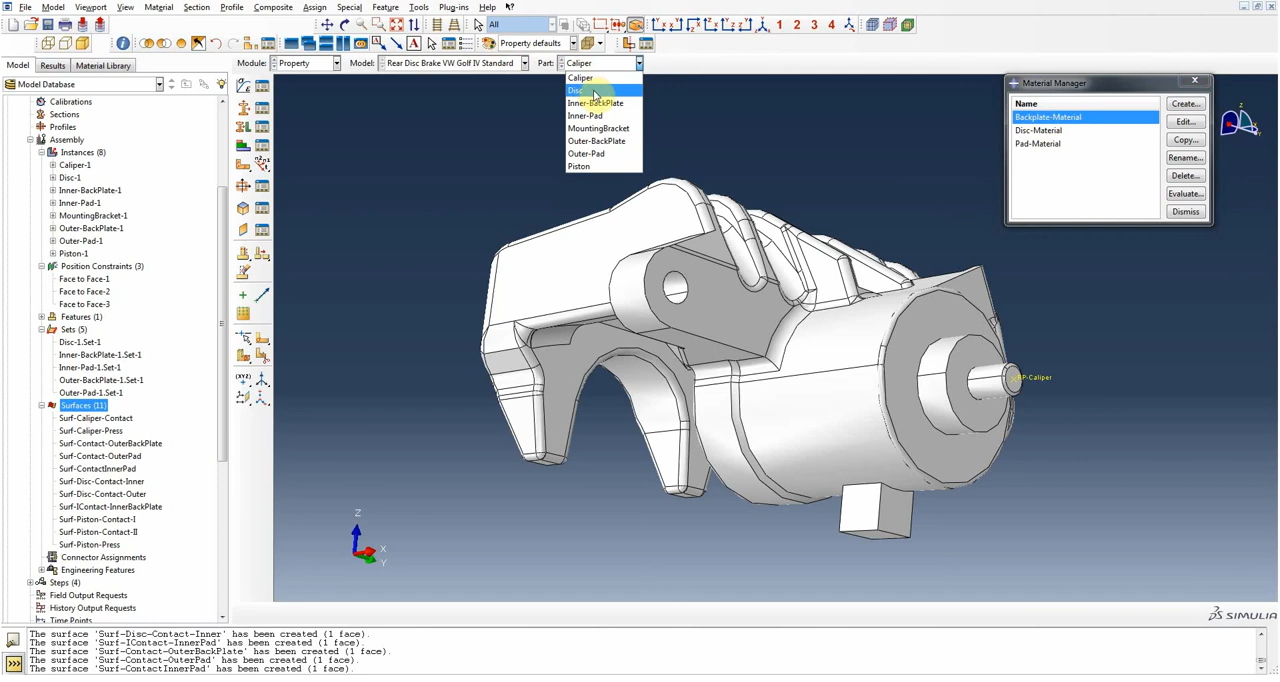 File Model Viewport View Material Section Profile Composite Assign Special Feature Tools Plug-ins Help
All
1 2 3 4
Property defaults
Model Results Material Library Module: Property Model: Rear Disc Brake VW Golf IV Standard Part: Caliper
Model Database
Calibrations
Sections
Profiles
Assembly
Instances (8)
Caliper-1
Disc-1
Inner-BackPlate-1
Inner-Pad-1
MountingBracket-1
Outer-BackPlate-1
Outer-Pad-1
Piston-1
Position Constraints (3)
Face to Face-1
Face to Face-2
Face to Face-3
Features (1)
Sets (5)
Disc-1.Set-1
Inner-BackPlate-1.Set-1
Inner-Pad-1.Set-1
Outer-BackPlate-1.Set-1
Outer-Pad-1.Set-1
Surfaces (11)
Surf-Caliper-Contact
Surf-Caliper-Press
Surf-Contact-OuterBackPlate
Surf-Contact-OuterPad
Surf-ContactInnerPad
Surf-Disc-Contact-Inner
Surf-Disc-Contact-Outer
Surf-IContact-InnerBackPlate
Surf-Piston-Contact-I
Surf-Piston-Contact-II
Surf-Piston-Press
Connector Assignments
Engineering Features
Steps (4)
Field Output Requests
History Output Requests
Time Points
Caliper
Disc
Inner-BackPlate
Inner-Pad
MountingBracket
Outer-BackPlate
Outer-Pad
Piston
Material Manager
Name
Backplate-Material
Disc-Material
Pad-Material
Create...
Edit...
Copy...
Rename...
Delete...
Evaluate...
Dismiss
Z
X
Y
RP-Caliper
Z
X
Y
SIMULIA
The surface 'Surf-Disc-Contact-Inner' has been created (1 face).
The surface 'Surf-IContact-InnerPad' has been created (1 face).
The surface 'Surf-Contact-OuterBackPlate' has been created (1 face).
The surface 'Surf-Contact-OuterPad' has been created (1 face).
The surface 'Surf-ContactInnerPad' has been created (1 face).